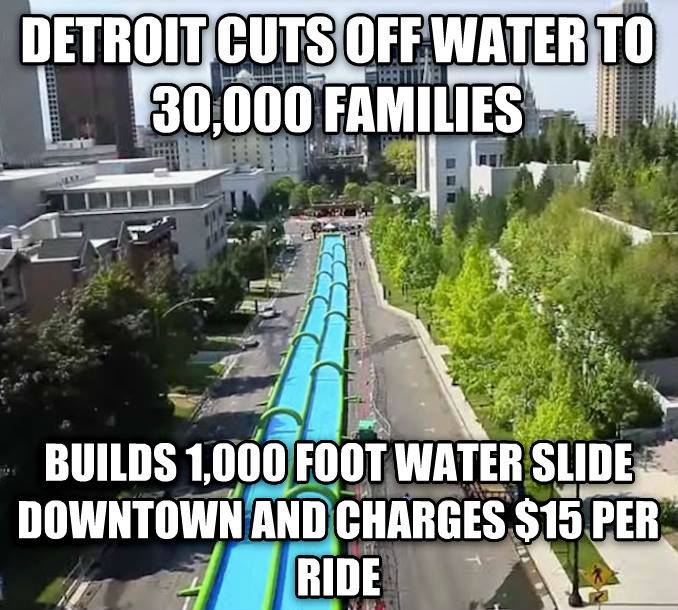 DETROIT CUTS OFF WATER TO
30,000 FAMILIES
BUILDS 1,000 FOOT WATER SLIDE
DOWNTOWN AND CHARGES $15 PER
RIDE